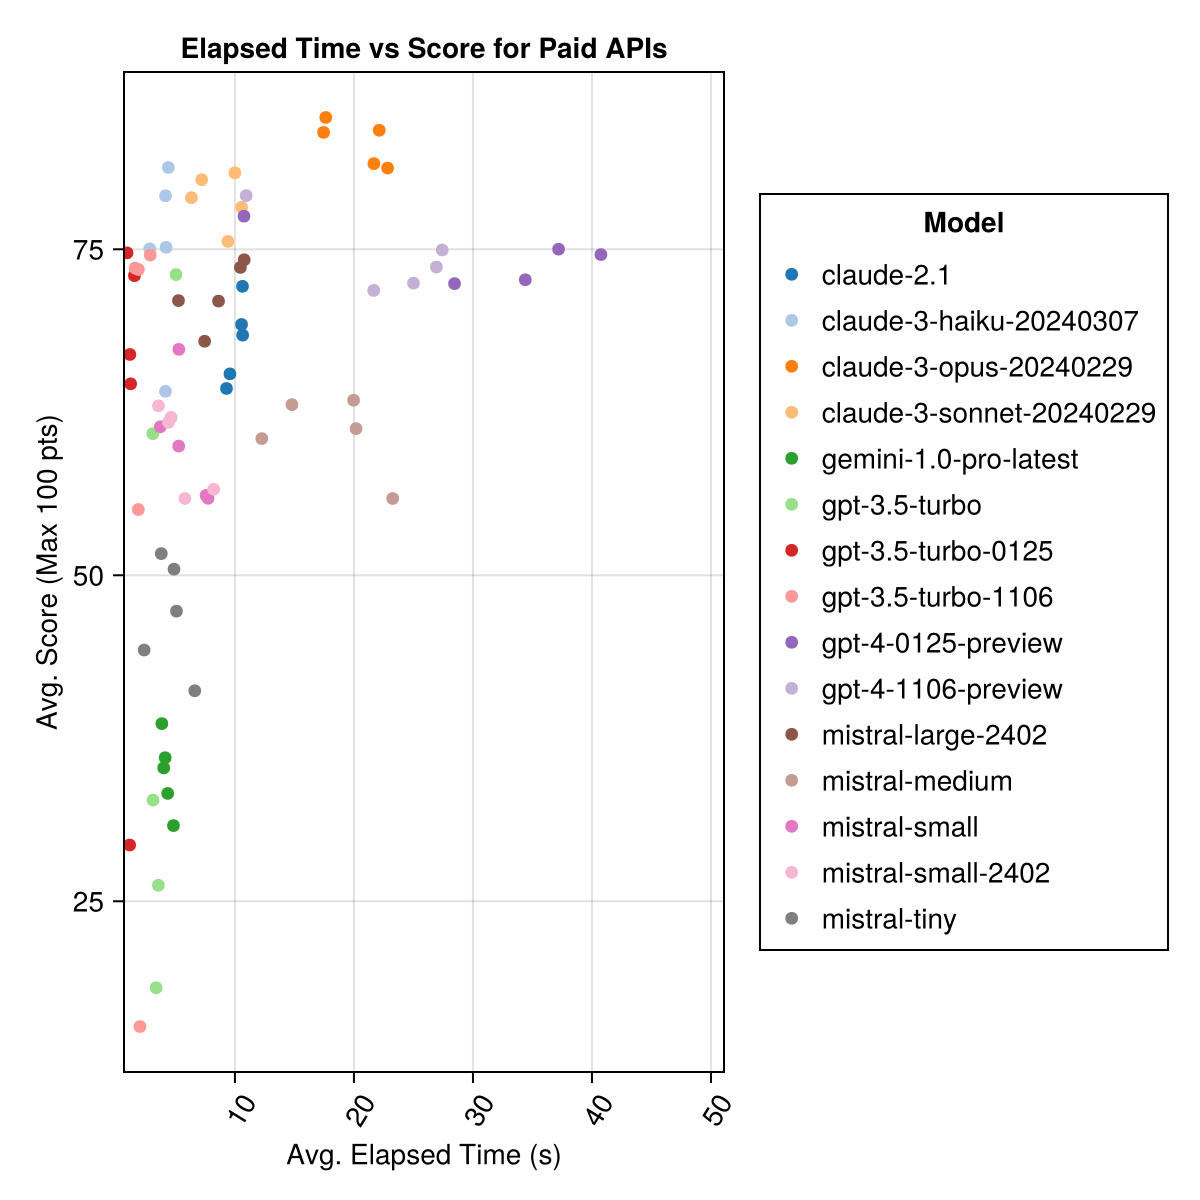 Elapsed Time vs Score for Paid APIs
Avg. Score (Max 100 pts)
75
50
25
10
20
30
40
50
Avg. Elapsed Time (s)
Model
claude-2.1
claude-3-haiku-20240307
claude-3-opus-20240229
claude-3-sonnet-20240229
gemini-1.0-pro-latest
gpt-3.5-turbo
gpt-3.5-turbo-0125
gpt-3.5-turbo-1106
gpt-4-0125-preview
gpt-4-1106-preview
mistral-large-2402
mistral-medium
mistral-small
mistral-small-2402
mistral-tiny